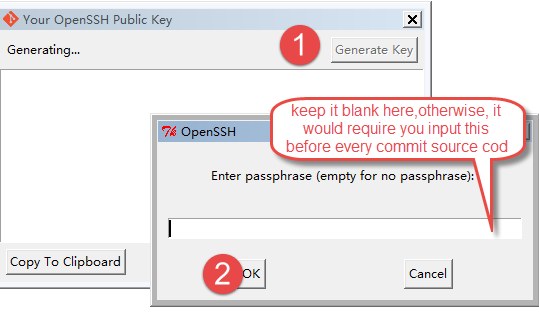 Your OpenSSH Public Key
Generating...
1
Generate Key
OpenSSH
keep it blank here,otherwise, it
would require you input this
before every commit source cod
Enter passphrase (empty for no passphrase):
Copy To Clipboard
2 OK
Cancel